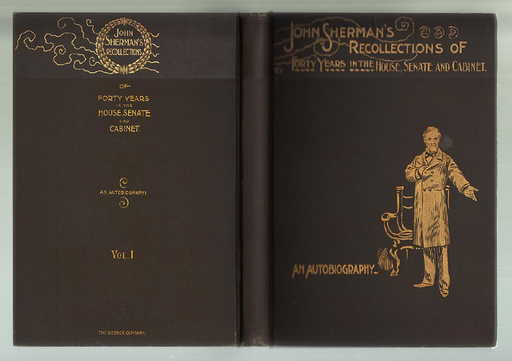 JOHN
SHERMAN'S
RECOLLECTIONS
OF
FORTY YEARS
IN THE
HOUSE, SENATE
AND
CABINET.
AN AUTOBIOGRAPHY
VOL. I
THE WERNER COMPANY.
JOHN SHERMAN'S
RECOLLECTIONS OF
FORTY YEARS IN THE HOUSE, SENATE AND CABINET.
AN AUTOBIOGRAPHY